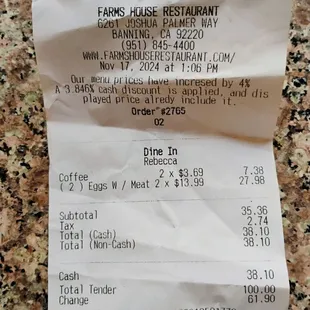 FARMS HOUSE RESTAURANT
6261 JOSHUA PALMER WAY
BANNING, CA 92220
(951) 845-4400
WWW.FARMSHOUSERESTAURANT.COM/
Nov 17, 2024 at 1:06 PM
Our menu prices have incresed by 4%
A 3.846% cash discount is applied, and dis
played price alredy include it.
Order #2765
02
Dine In
Rebecca
Coffee 2 x $3.69 7.38
( 2 ) Eggs W / Meat 2 x $13.99 27.98
Subtotal 35.36
Tax 2.74
Total (Cash) 38.10
Total (Non-Cash) 38.10
Cash 38.10
Total Tender 100.00
Change 61.90